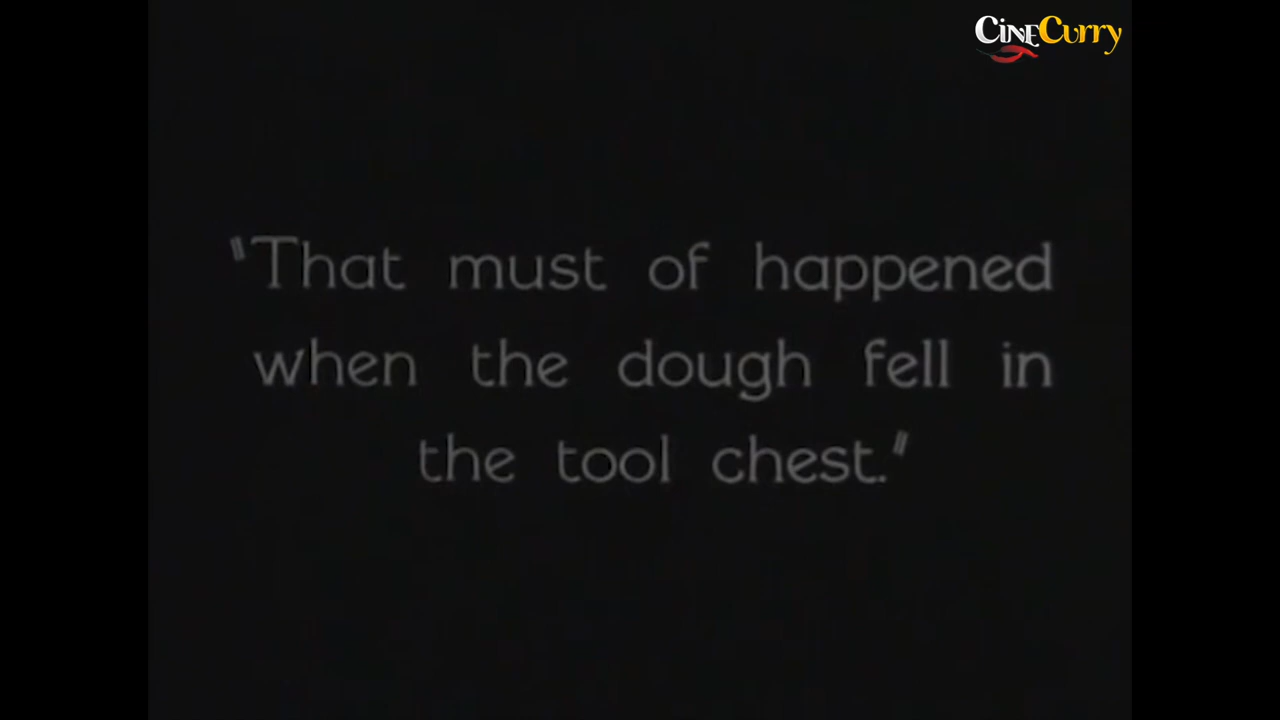 CineCurry
"That must of happened
when the dough fell in
the tool chest."